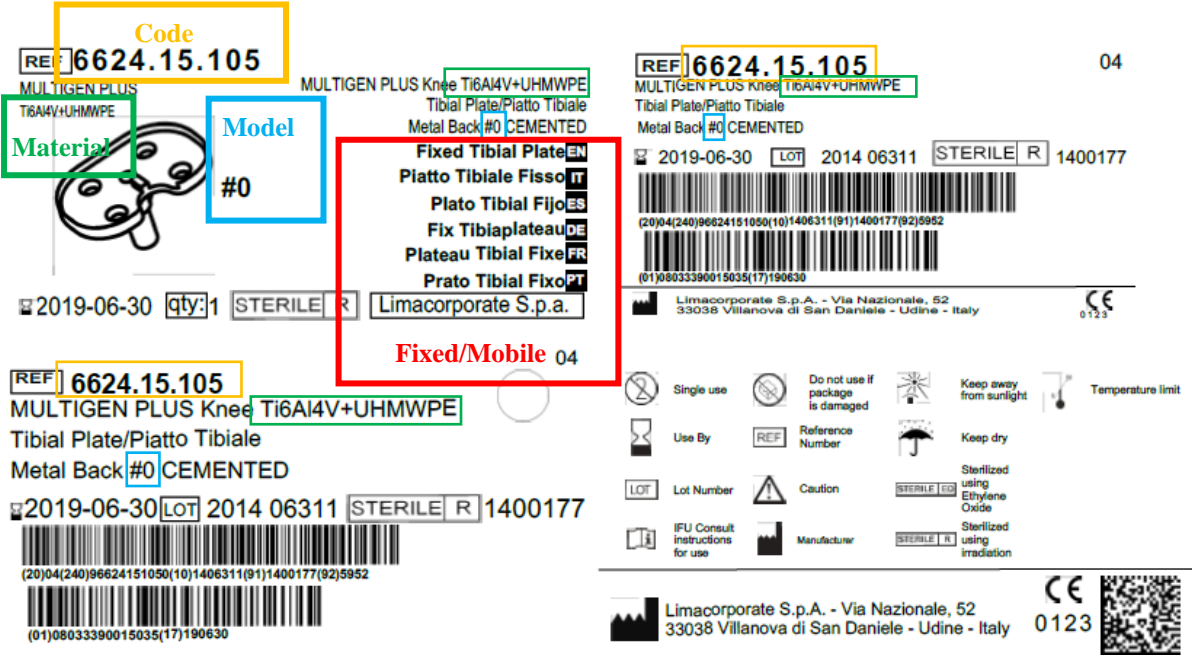 Code
REF 6624.15.105
MULTIGEN PLUS
Ti6Al4V+UHMWPE
Material
Model
#0
MULTIGEN PLUS Knee Ti6Al4V+UHMWPE
Tibial Plate/Piatto Tibiale
Metal Back #0 CEMENTED
Fixed Tibial Plate EN
Piatto Tibiale Fisso IT
Plato Tibial Fijo ES
Fix Tibiaplateau DE
Plateau Tibial Fixe FR
Prato Tibial Fixo PT
2019-06-30 qty:1 STERILE R Limacorporate S.p.a.
Fixed/Mobile
04
REF 6624.15.105
MULTIGEN PLUS Knee Ti6Al4V+UHMWPE
Tibial Plate/Piatto Tibiale
Metal Back #0 CEMENTED
2019-06-30 LOT 2014 06311 STERILE R 1400177
(20)04(240)96624151050(10)1406311(91)1400177(92)5952
(01)08033390015035(17)190630
REF 6624.15.105
04
MULTIGEN PLUS Knee Ti6Al4V+UHMWPE
Tibial Plate/Piatto Tibiale
Metal Back #0 CEMENTED
2019-06-30 LOT 2014 06311 STERILE R 1400177
(20)04(240)96624151050(10)1406311(91)1400177(92)5952
(01)08033390015035(17)190630
Limacorporate S.p.A. - Via Nazionale, 52
33038 Villanova di San Daniele - Udine - Italy
CE
0123
2 Single use
Do not use if
package
is damaged
Keep away
from sunlight
Temperature limit
Use By
REF Reference
Number
Keep dry
LOT Lot Number
Caution
STERILE EO Sterilized
using
Ethylene
Oxide
i IFU Consult
instructions
for use
Manufacturer
STERILE R Sterilized
using
irradiation
Limacorporate S.p.A. - Via Nazionale, 52
33038 Villanova di San Daniele - Udine - Italy
CE
0123